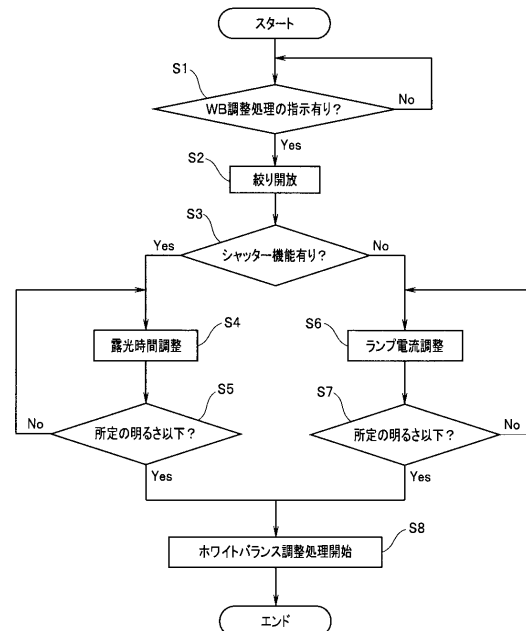 スタート
S1
WB調整処理の指示有り？
No
Yes
S2
絞り開放
S3
シャッター機能有り？
Yes
No
S4
露光時間調整
S6
ランプ電流調整
S5
所定の明るさ以下？
No
Yes
S7
所定の明るさ以下？
No
Yes
S8
ホワイトバランス調整処理開始
エンド